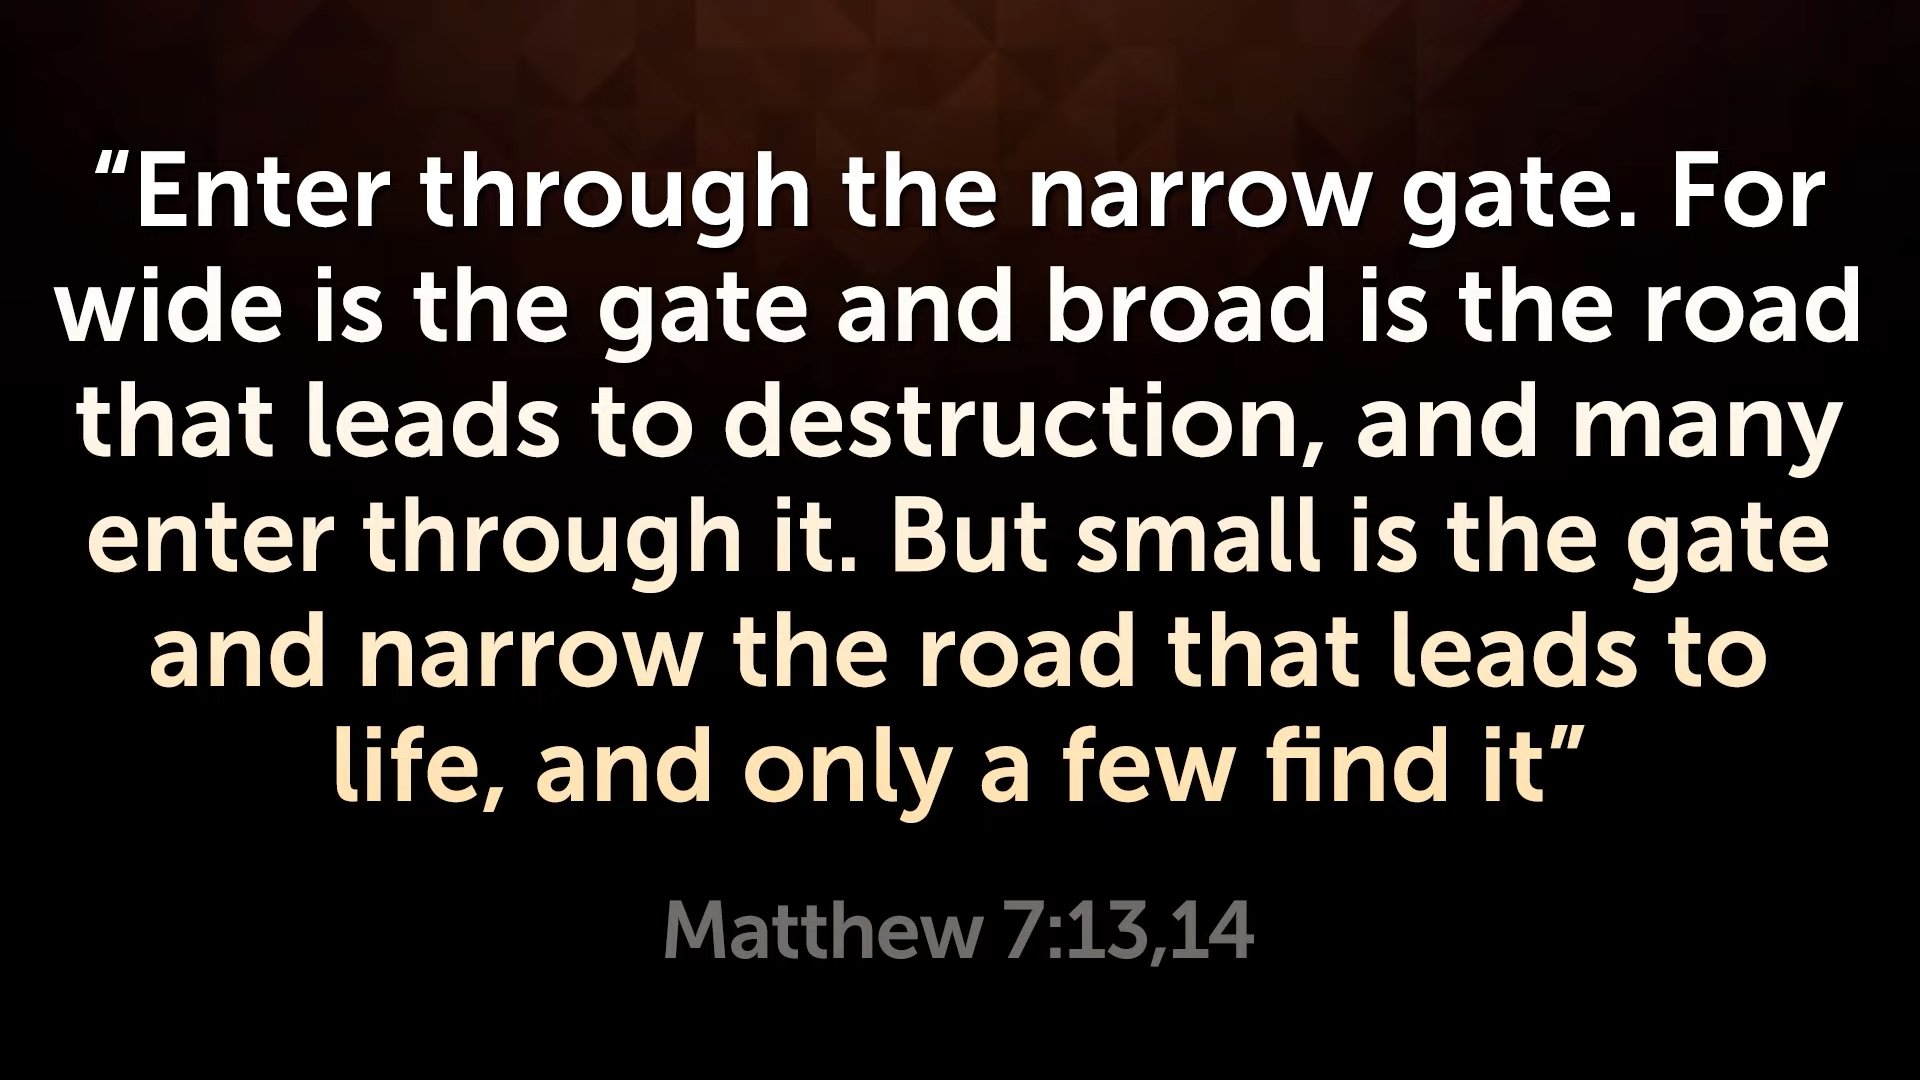 “Enter through the narrow gate. For
wide is the gate and broad is the road
that leads to destruction, and many
enter through it. But small is the gate
and narrow the road that leads to
life, and only a few find it”
Matthew 7:13,14